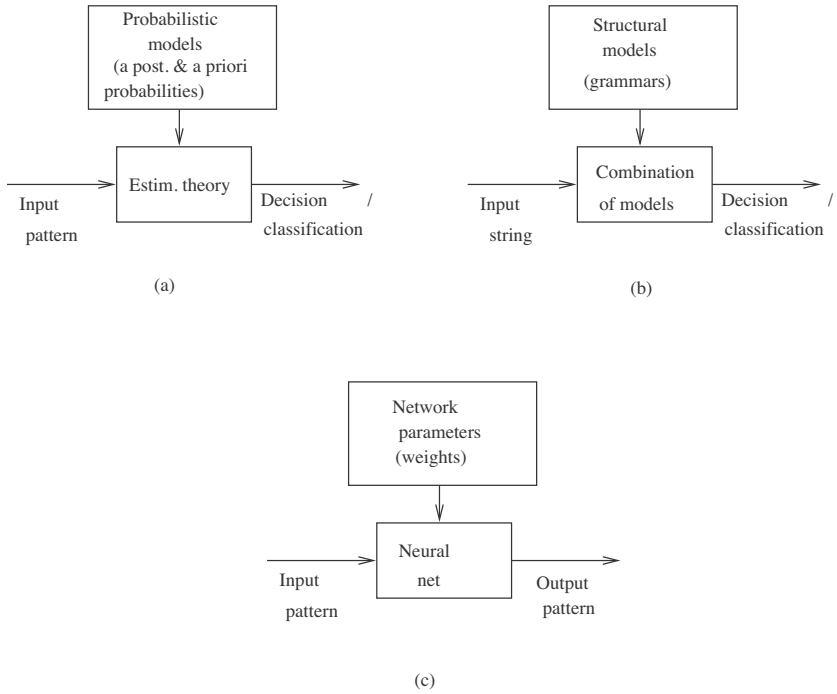 Probabilistic
models
(a post. & a priori
probabilities)
Estim. theory
Input
pattern
Decision /
classification
(a)
Structural
models
(grammars)
Combination
of models
Input
string
Decision /
classification
(b)
Network
parameters
(weights)
Neural
net
Input
pattern
Output
pattern
(c)